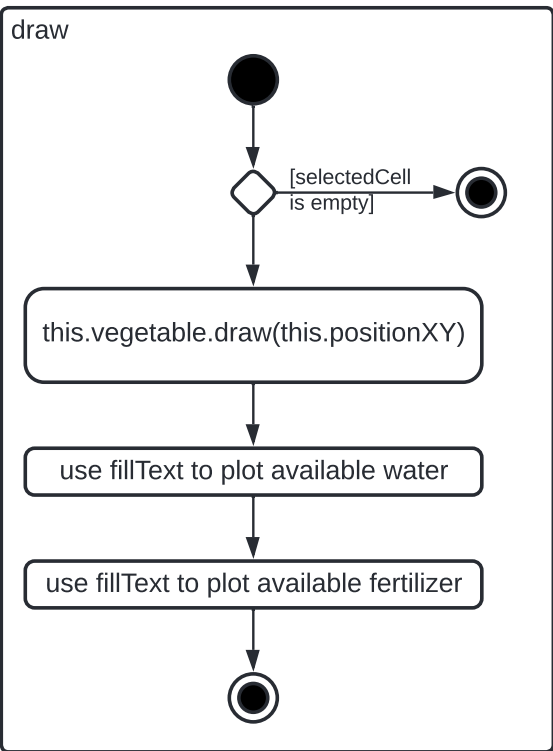 draw
[selectedCell
is empty]
this.vegetable.draw(this.positionXY)
use fillText to plot available water
use fillText to plot available fertilizer